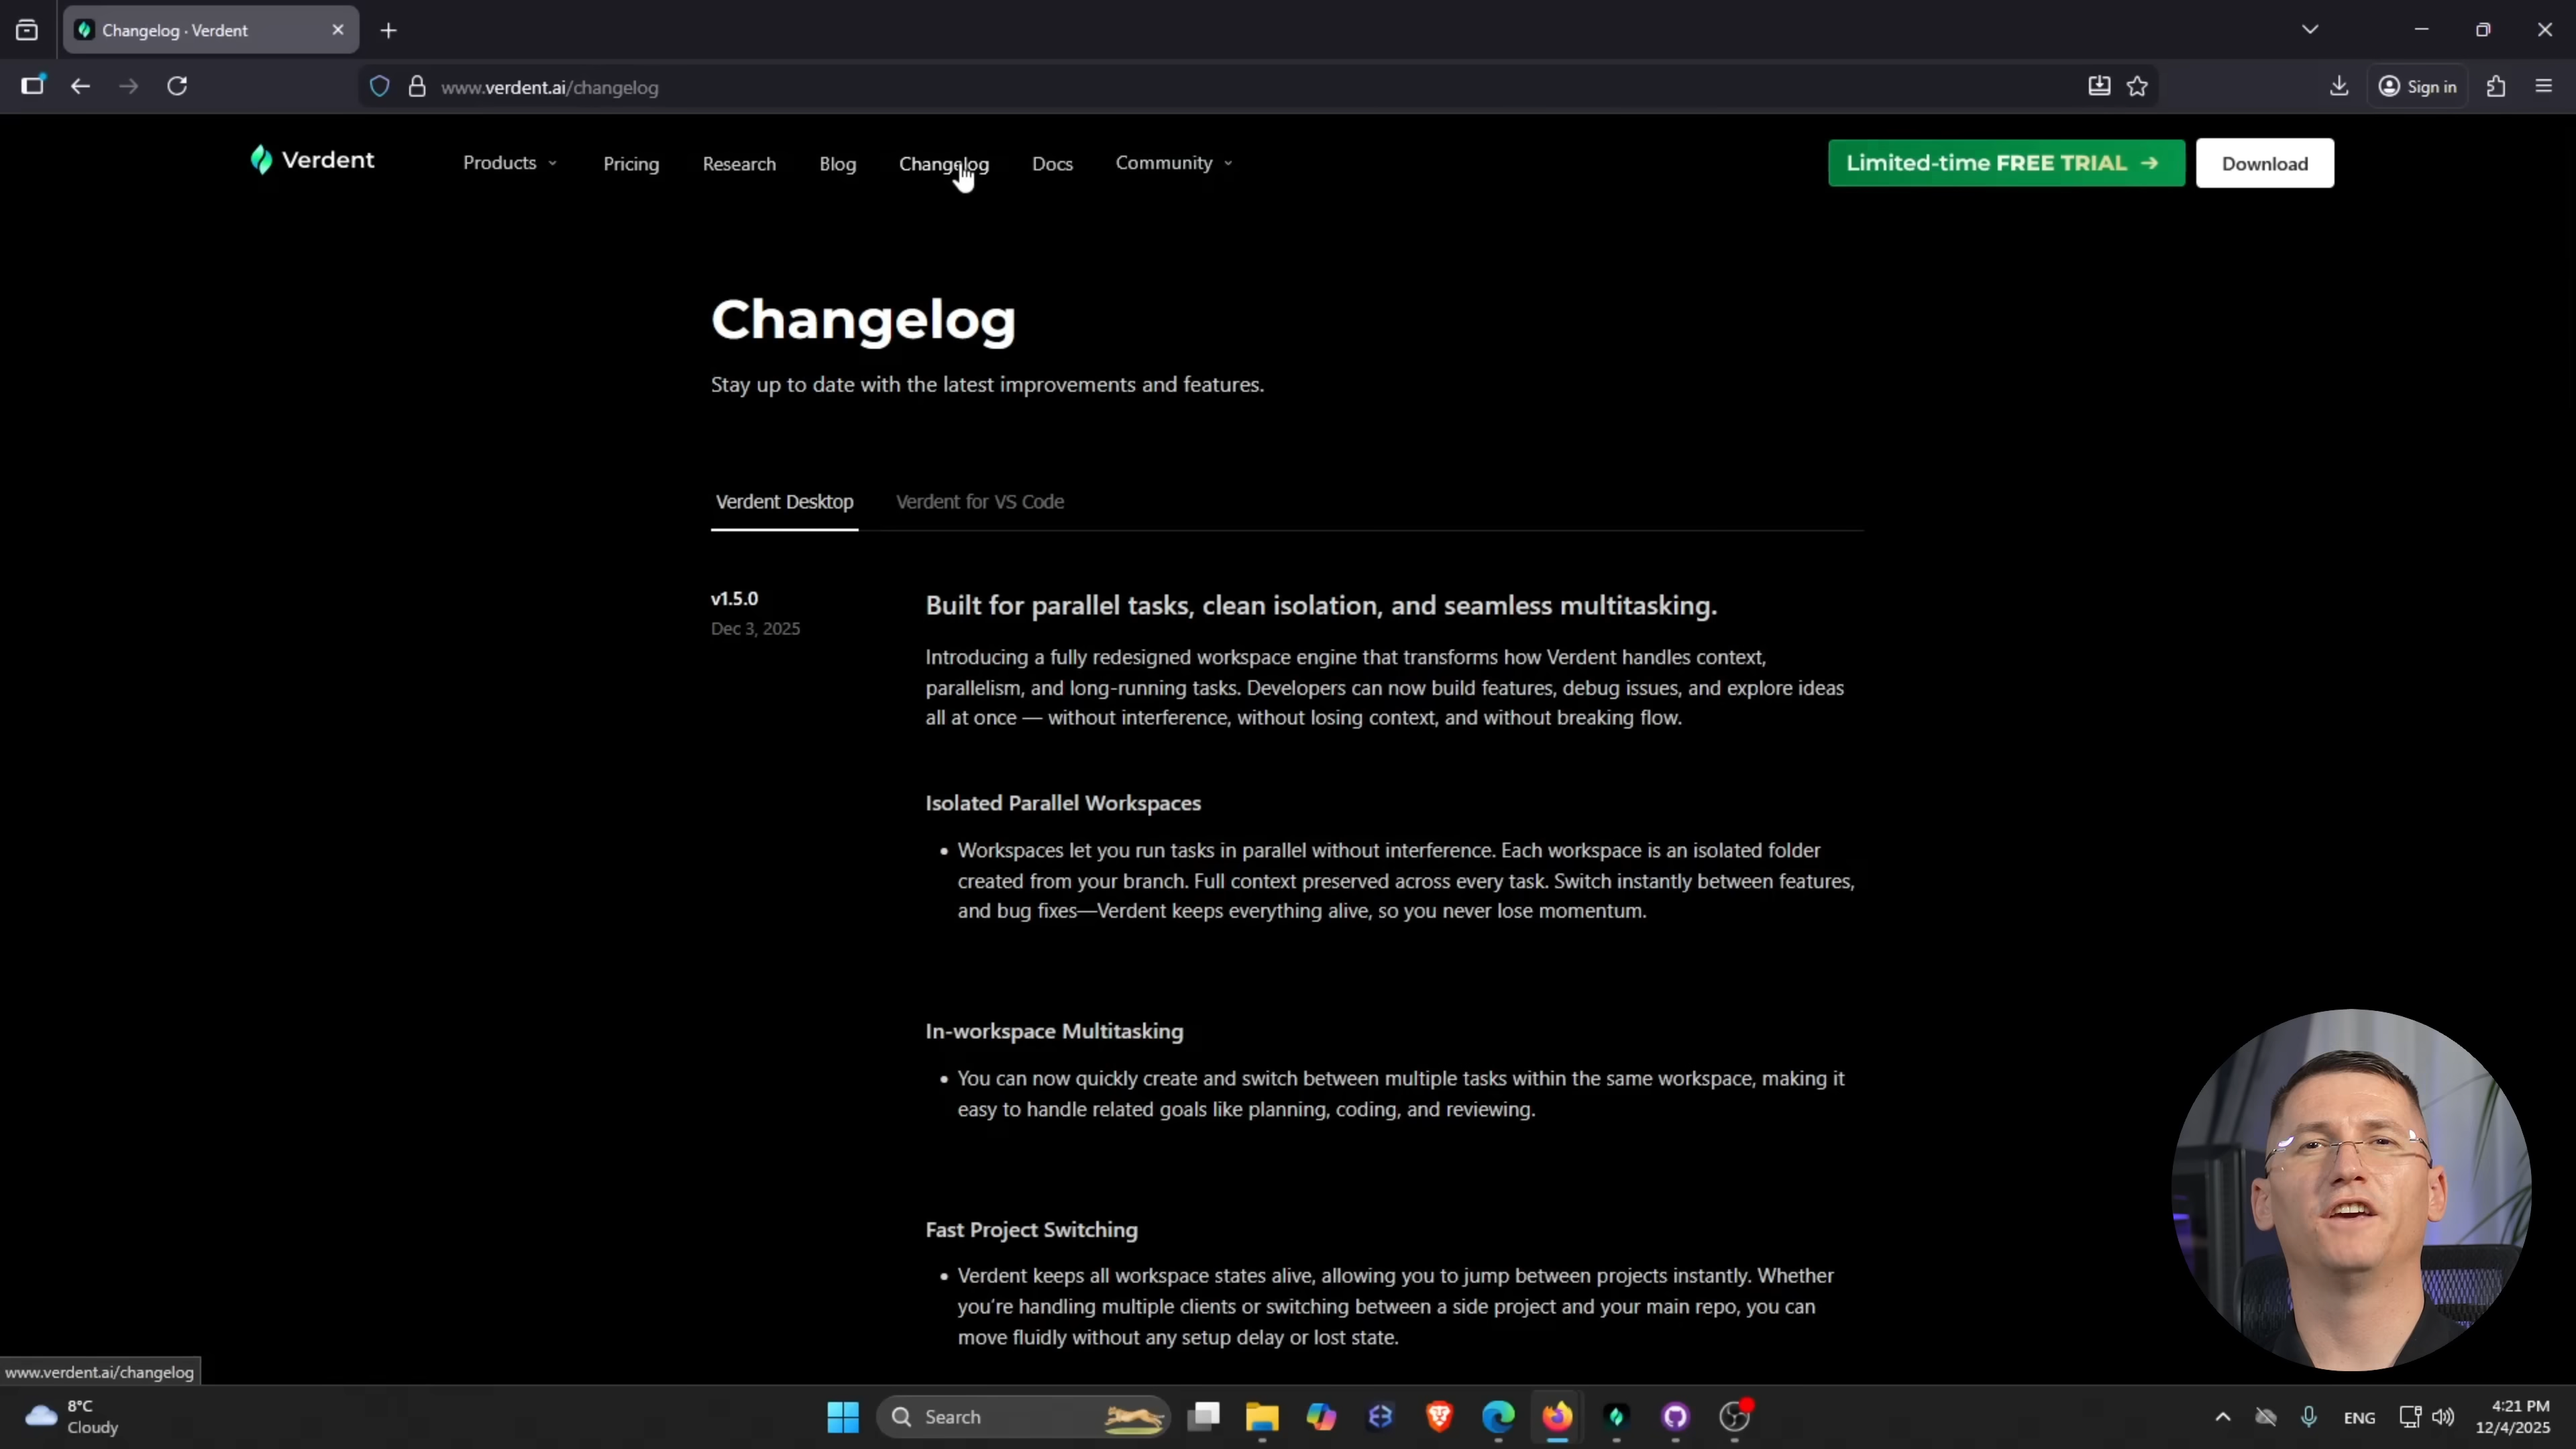 Changelog · Verdent
www.verdent.ai/changelog
Sign in
Verdent
Products
Pricing
Research
Blog
Changelog
Docs
Community
Limited-time FREE TRIAL →
Download
Changelog
Stay up to date with the latest improvements and features.
Verdent Desktop
Verdent for VS Code
v1.5.0
Dec 3, 2025
Built for parallel tasks, clean isolation, and seamless multitasking.
Introducing a fully redesigned workspace engine that transforms how Verdent handles context,
parallelism, and long-running tasks. Developers can now build features, debug issues, and explore ideas
all at once — without interference, without losing context, and without breaking flow.
Isolated Parallel Workspaces
• Workspaces let you run tasks in parallel without interference. Each workspace is an isolated folder
created from your branch. Full context preserved across every task. Switch instantly between features,
and bug fixes—Verdent keeps everything alive, so you never lose momentum.
In-workspace Multitasking
• You can now quickly create and switch between multiple tasks within the same workspace, making it
easy to handle related goals like planning, coding, and reviewing.
Fast Project Switching
• Verdent keeps all workspace states alive, allowing you to jump between projects instantly. Whether
you're handling multiple clients or switching between a side project and your main repo, you can
move fluidly without any setup delay or lost state.
www.verdent.ai/changelog
8°C
Cloudy
Search
ENG
4:21 PM
12/4/2025